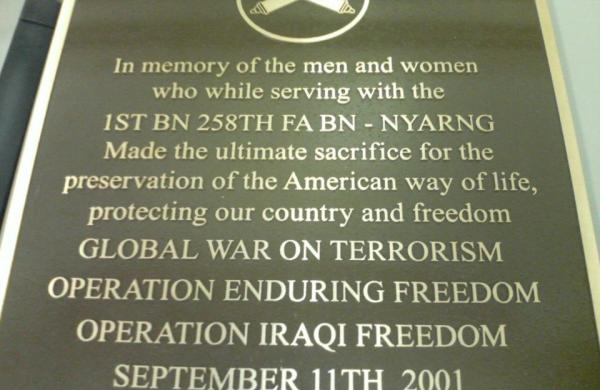 In memory of the men and women
who while serving with the
1ST BN 258TH FA BN - NYARNG
Made the ultimate sacrifice for the
preservation of the American way of life,
protecting our country and freedom
GLOBAL WAR ON TERRORISM
OPERATION ENDURING FREEDOM
OPERATION IRAQI FREEDOM
SEPTEMBER 11TH, 2001